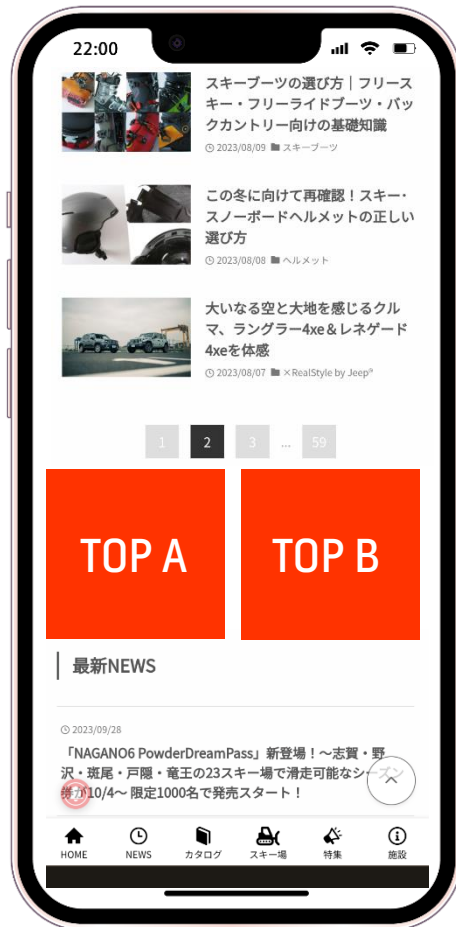 22:00
スキーブーツの選び方｜フリース
キー・フリーライドブーツ・バッ
クカントリー向けの基礎知識
2023/08/09 スキーブーツ
この冬に向けて再確認！スキー・
スノーボードヘルメットの正しい
選び方
2023/08/08 ヘルメット
大いなる空と大地を感じるクル
マ、ラングラー4xe＆レネゲード
4xeを体感
2023/08/07 ×RealStyle by Jeep®
1 2 3 ... 59
TOP A TOP B
最新NEWS
2023/09/28
「NAGANO6 PowderDreamPass」新登場！～志賀・野
沢・斑尾・戸隠・竜王の23スキー場で滑走可能なシーズン
券が10/4～ 限定1000名で発売スタート！
HOME NEWS カタログ スキー場 特集 施設